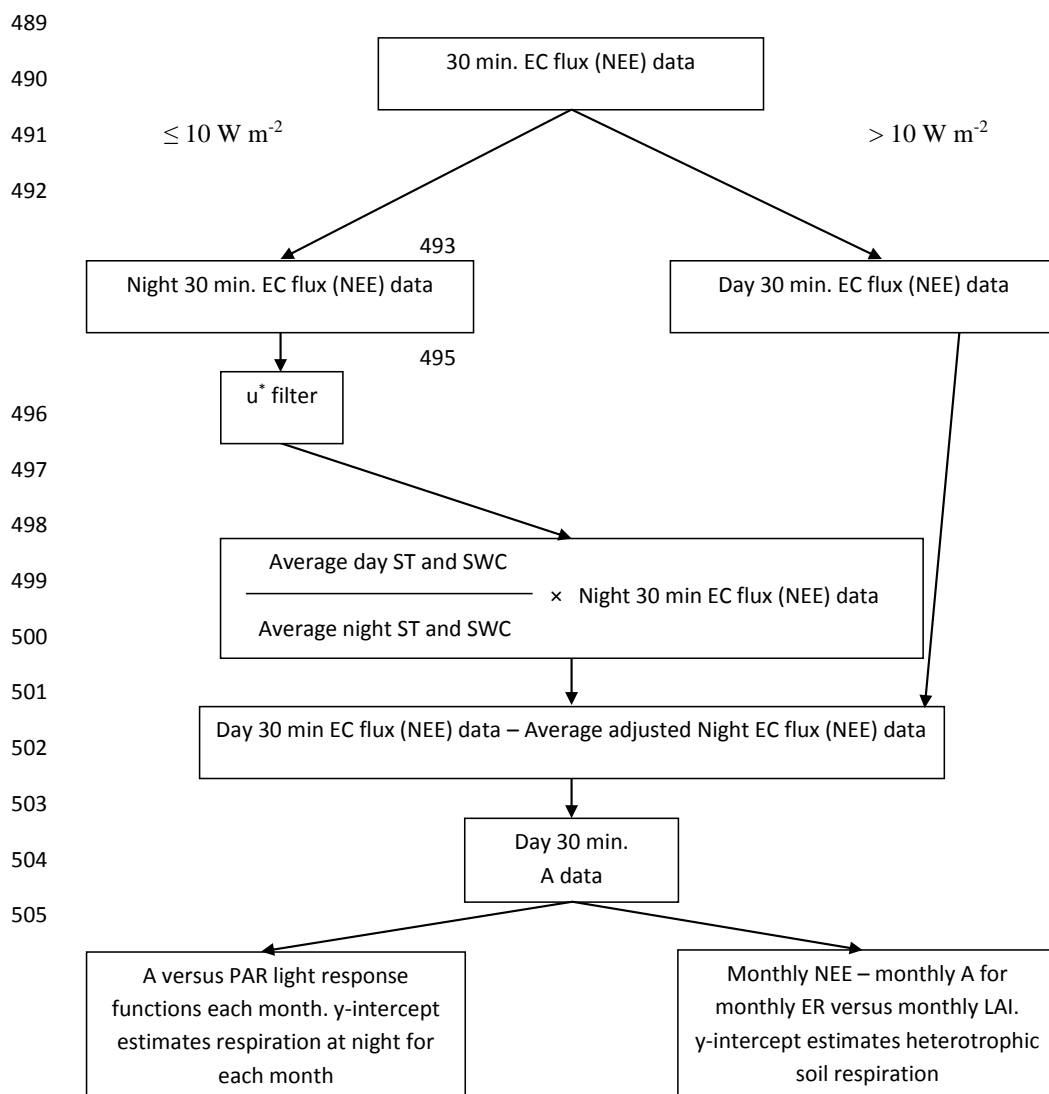 489
30 min. EC flux (NEE) data
490
491
≤ 10 W m-2
> 10 W m-2
492
493
Night 30 min. EC flux (NEE) data
Day 30 min. EC flux (NEE) data
495
u* filter
496
497
498
Average day ST and SWC
499
× Night 30 min EC flux (NEE) data
500
Average night ST and SWC
501
Day 30 min EC flux (NEE) data – Average adjusted Night EC flux (NEE) data
502
503
Day 30 min.
504
A data
505
A versus PAR light response
functions each month. y-intercept
estimates respiration at night for
each month
Monthly NEE – monthly A for
monthly ER versus monthly LAI.
y-intercept estimates heterotrophic
soil respiration